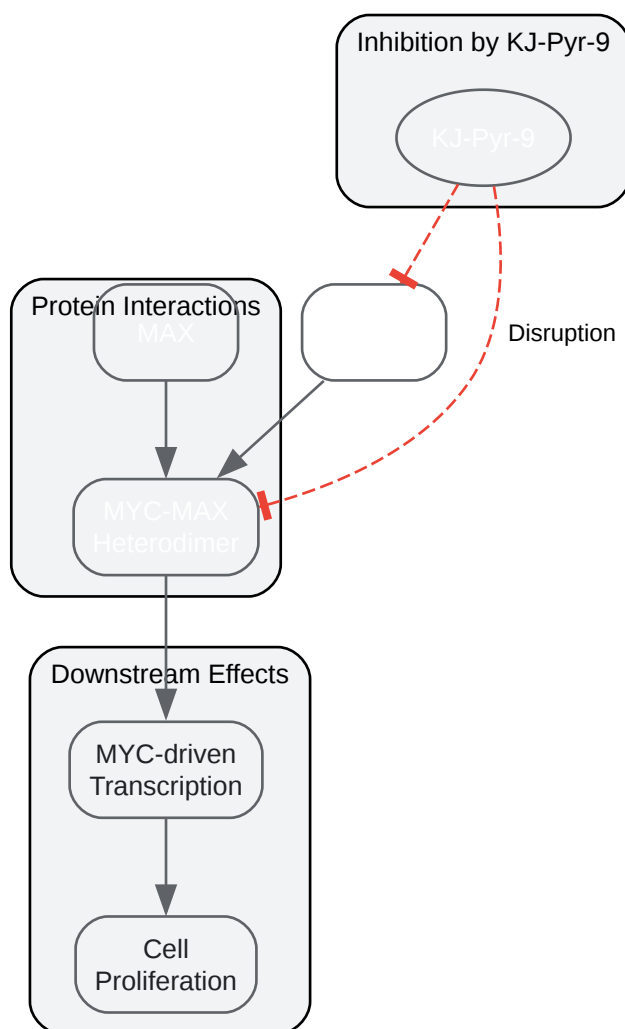 Inhibition by KJ-Pyr-9
KJ-Pyr-9
Protein Interactions
MAX
Disruption
MYC-MAX
Heterodimer
Downstream Effects
MYC-driven
Transcription
Cell
Proliferation